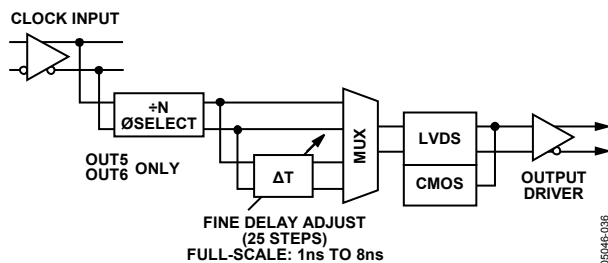 CLOCK INPUT
÷N
ØSELECT
OUT5
OUT6 ONLY
ΔT
MUX
LVDS
CMOS
OUTPUT
DRIVER
FINE DELAY ADJUST
(25 STEPS)
FULL-SCALE: 1ns TO 8ns
05046-036